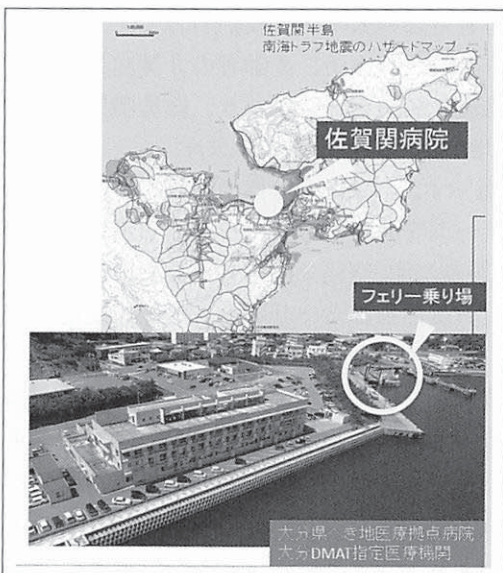 佐賀関半島
南海トラフ地震のハザードマップ
佐賀関病院
フェリー乗り場
大分県へき地医療拠点病院
大分DMAT指定医療機関